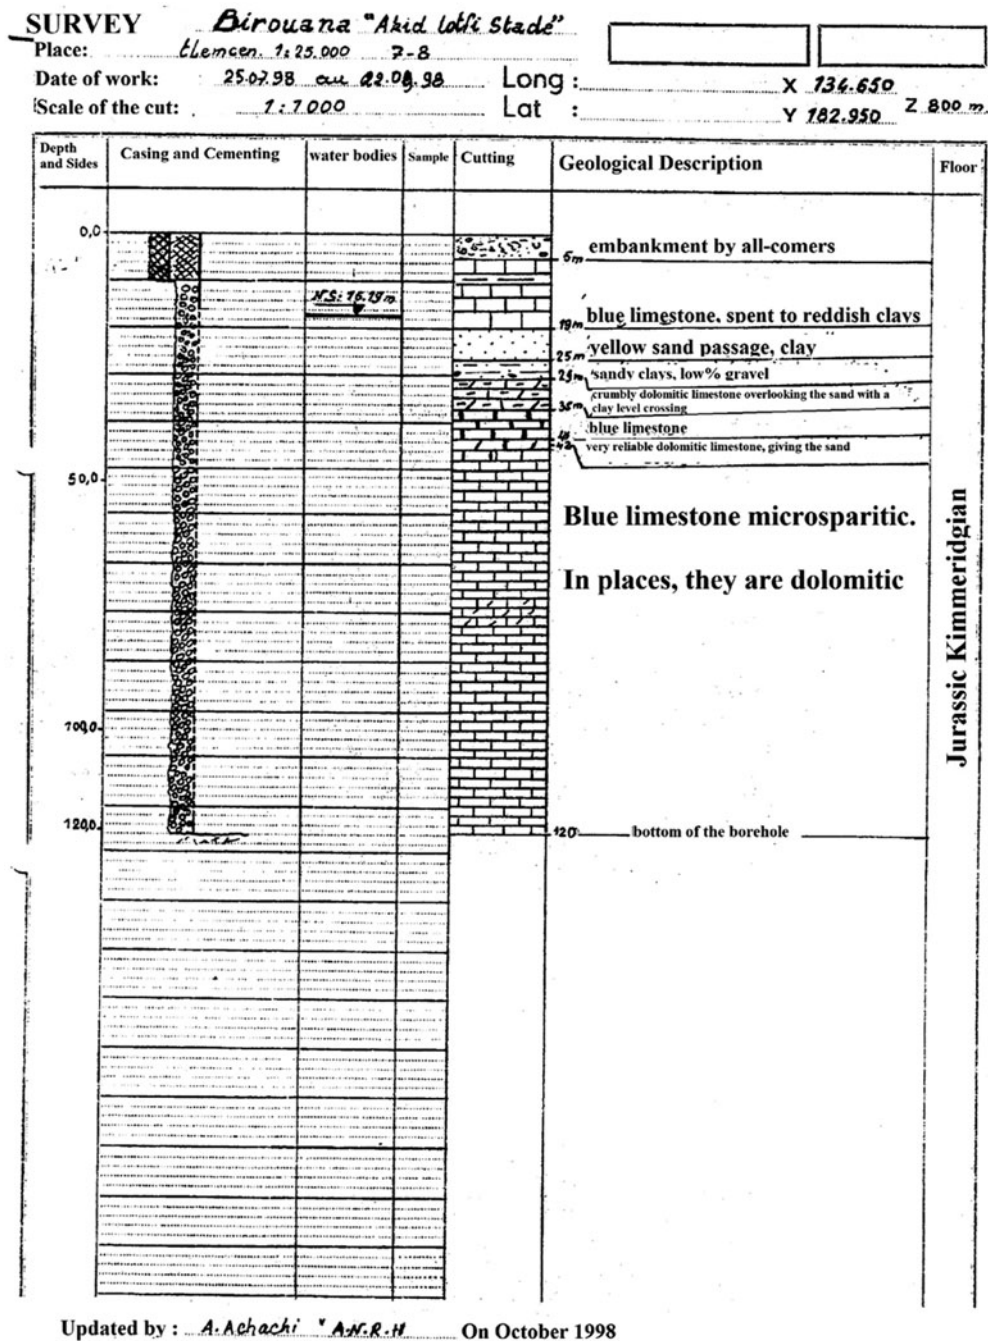 SURVEY Birouana "Akid Lotfi Stade"
Place: tlemcen. 1:25.000 7-8
Date of work: 25.07.98 au 22.09.98 Long : X 134.650
Scale of the cut: 1:1000 Lat : Y 182.950 Z 800 m.
Depth and Sides Casing and Cementing water bodies Sample Cutting Geological Description Floor
0,0
embankment by all-comers
5m
N.S: 16.19m
blue limestone. spent to reddish clays
19m
yellow sand passage, clay
25m
sandy clays, low% gravel
29m
crumbly dolomitic limestone overlooking the sand with a
35m clay level crossing
blue limestone
42 very reliable dolomitic limestone, giving the sand
50,0
Blue limestone microsparitic.
In places, they are dolomitic
Jurassic Kimmeridgian
100,0
120,0 120 bottom of the borehole
Updated by : A. Achachi "A.N.R.H On October 1998